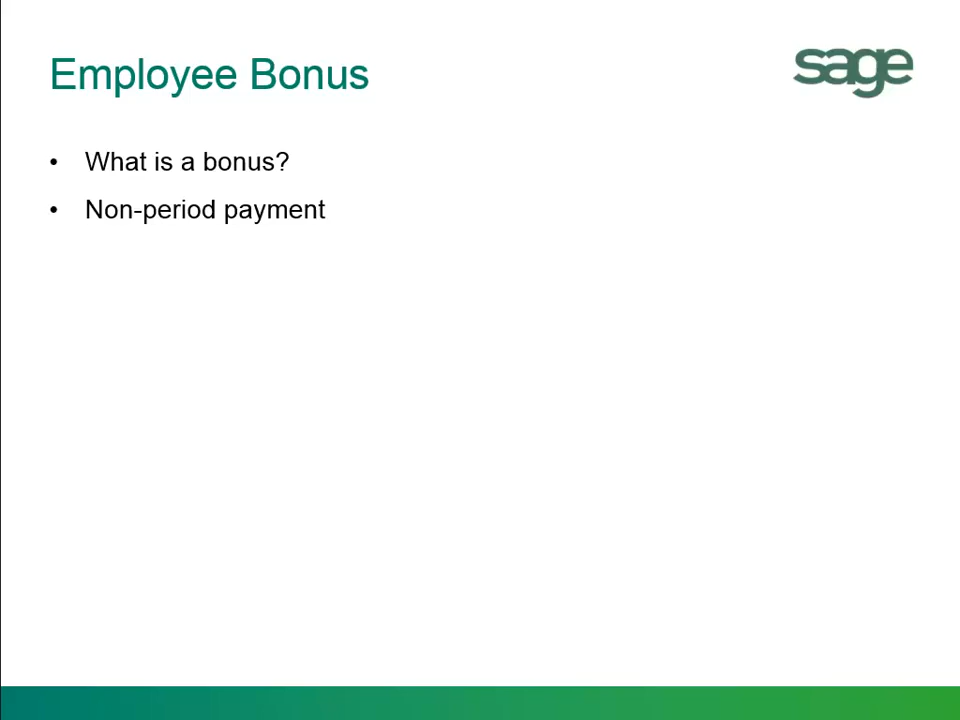 Employee Bonus
sage
• What is a bonus?
• Non-period payment